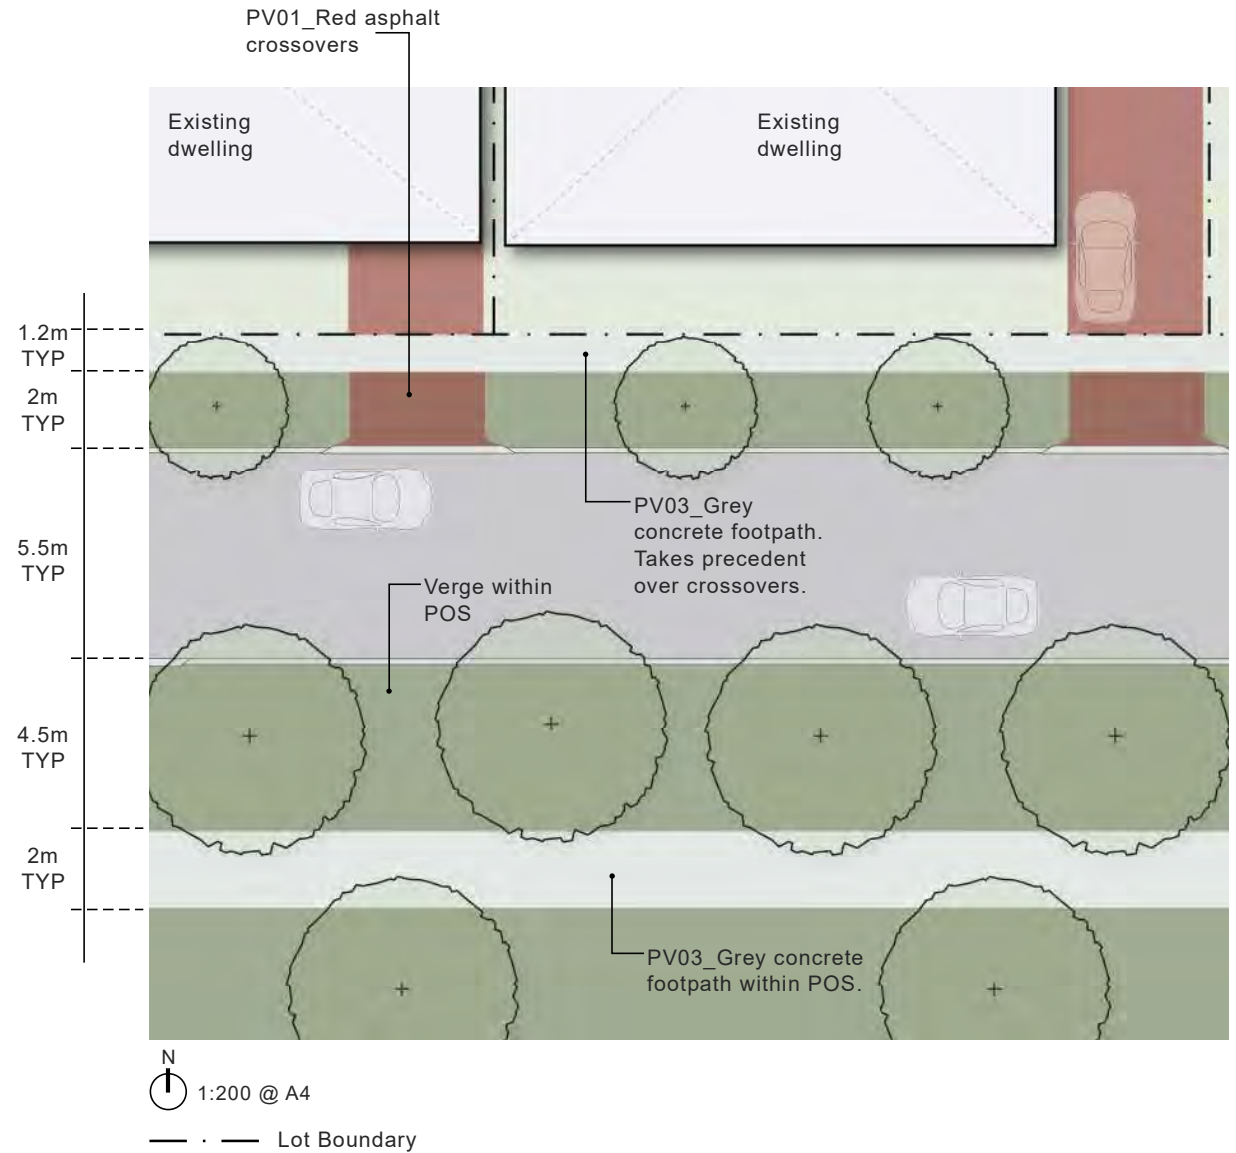 PV01_Red asphalt
crossovers
Existing
dwelling
Existing
dwelling
1.2m
TYP
2m
TYP
PV03_Grey
concrete footpath.
Takes precedent
over crossovers.
5.5m
TYP
Verge within
POS
4.5m
TYP
2m
TYP
PV03_Grey concrete
footpath within POS.
N
1:200 @ A4
Lot Boundary